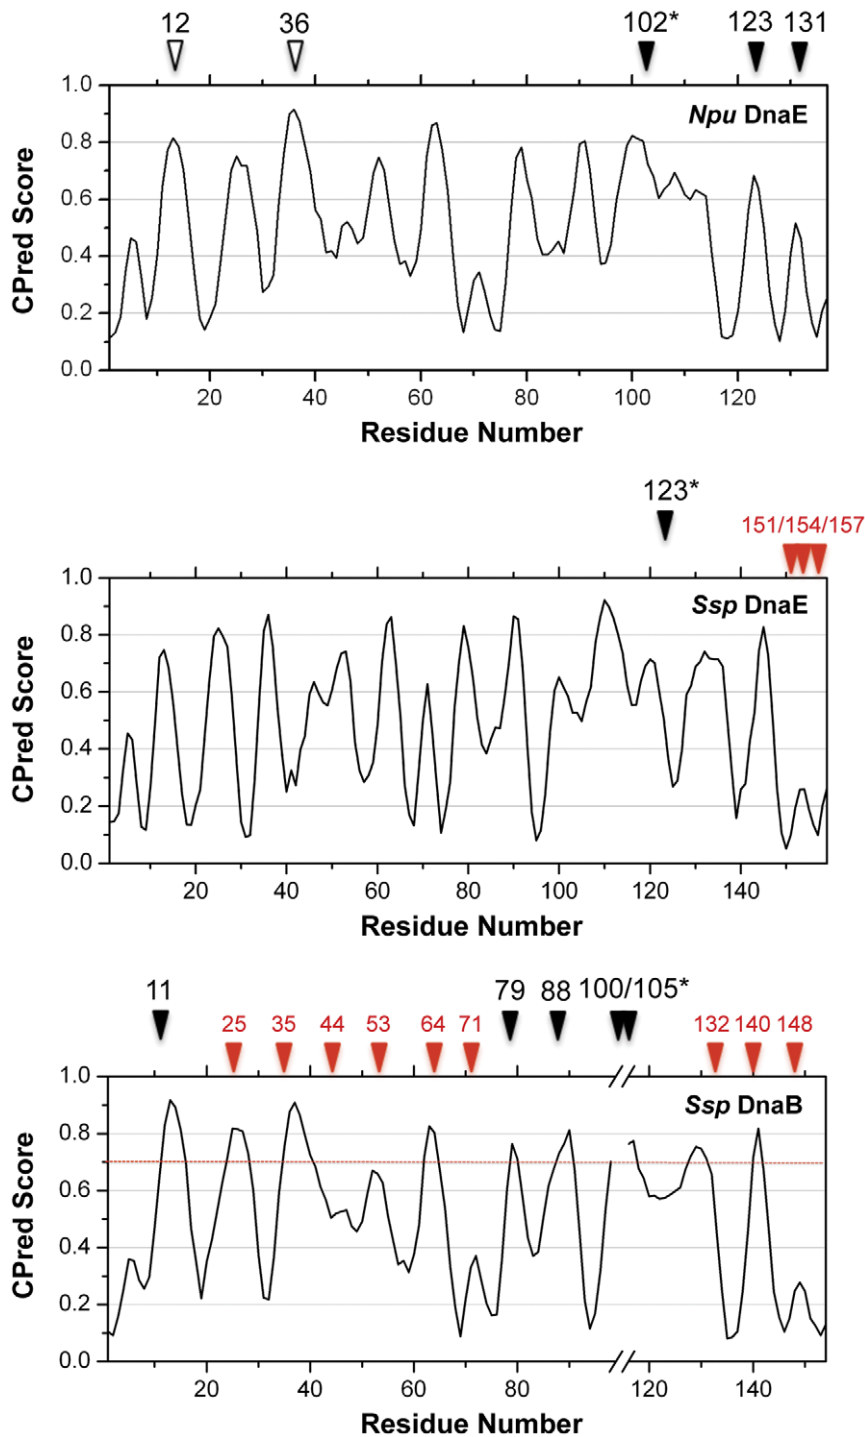 12 36 102* 123 131
1.0
Npu DnaE
0.8
0.6
0.4
0.2
0.0
CPred Score
20 40 60 80 100 120
Residue Number
123*
151/154/157
1.0
Ssp DnaE
0.8
0.6
0.4
0.2
0.0
CPred Score
20 40 60 80 100 120 140
Residue Number
11 25 35 44 53 64 71 79 88 100/105* 132 140 148
1.0
Ssp DnaB
0.8
0.6
0.4
0.2
0.0
CPred Score
20 40 60 80 // 120 140
Residue Number